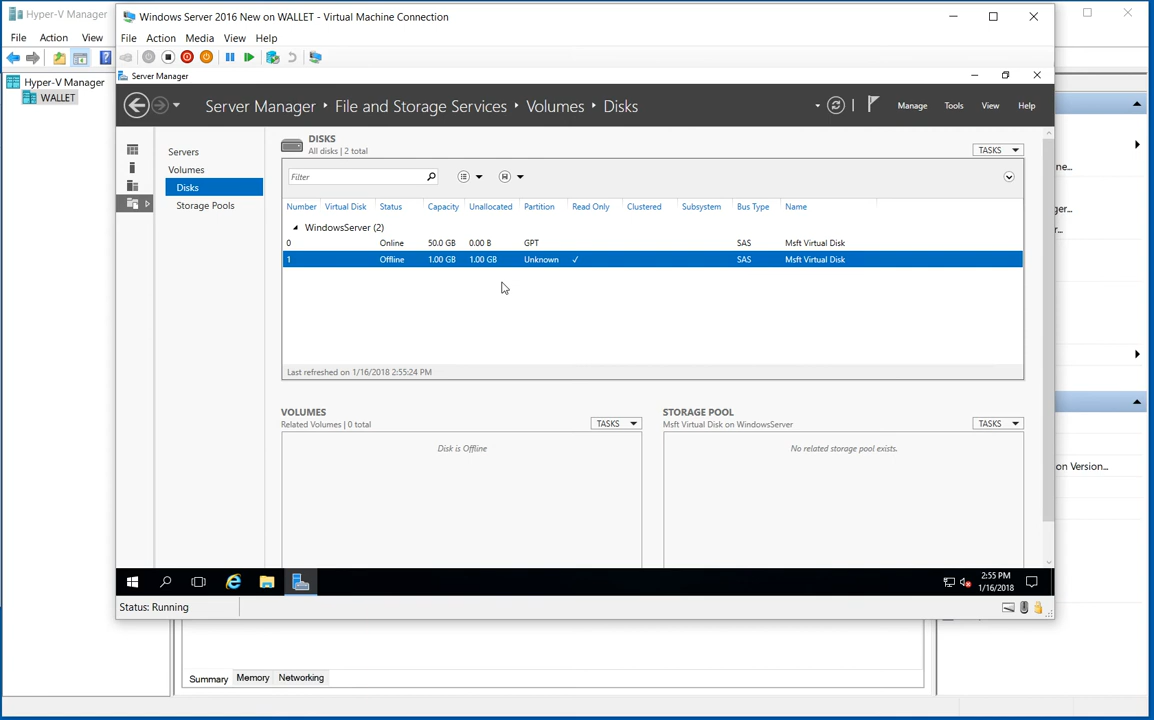 Hyper-V Manager
Windows Server 2016 New on WALLET - Virtual Machine Connection
File Action View
File Action Media View Help
Hyper-V Manager
WALLET
Server Manager
Server Manager ‣ File and Storage Services ‣ Volumes ‣ Disks
Manage Tools View Help
Servers
Volumes
Disks
Storage Pools
DISKS
All disks | 2 total
TASKS
Filter
Number Virtual Disk Status Capacity Unallocated Partition Read Only Clustered Subsystem Bus Type Name
WindowsServer (2)
0 Online 50.0 GB 0.00 B GPT SAS Msft Virtual Disk
1 Offline 1.00 GB 1.00 GB Unknown ✓ SAS Msft Virtual Disk
Last refreshed on 1/16/2018 2:55:24 PM
VOLUMES
Related Volumes | 0 total
TASKS
Disk is Offline
STORAGE POOL
Msft Virtual Disk on WindowsServer
TASKS
No related storage pool exists.
ne...
ger...
...
on Version...
2:55 PM
1/16/2018
Status: Running
Summary Memory Networking